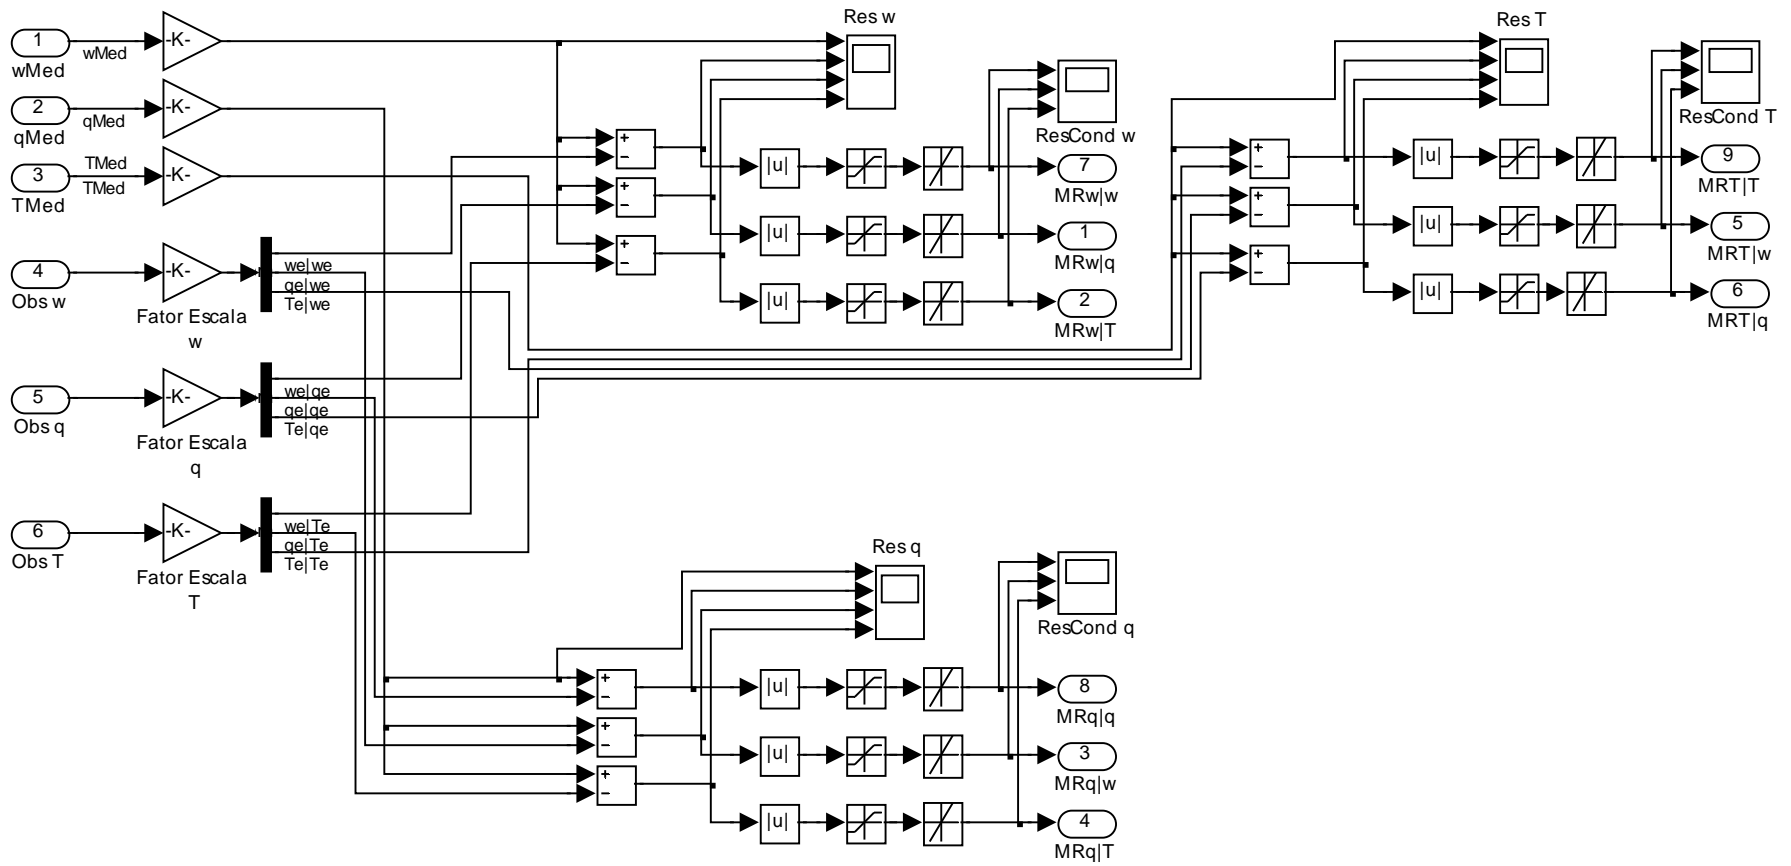 1
wMed
wMed
-K-
2
qMed
qMed
-K-
3
TMed
TMed
TMed
-K-
4
Obs w
-K-
Fator Escala
w
we|we
qe|we
Te|we
5
Obs q
-K-
Fator Escala
q
we|qe
qe|qe
Te|qe
6
Obs T
-K-
Fator Escala
T
we|Te
qe|Te
Te|Te
Res w
+
−
+
−
+
−
|u|
|u|
|u|
ResCond w
7
MRw|w
1
MRw|q
2
MRw|T
Res T
+
−
+
−
+
−
|u|
|u|
|u|
ResCond T
9
MRT|T
5
MRT|w
6
MRT|q
Res q
+
−
+
−
+
−
|u|
|u|
|u|
ResCond q
8
MRq|q
3
MRq|w
4
MRq|T